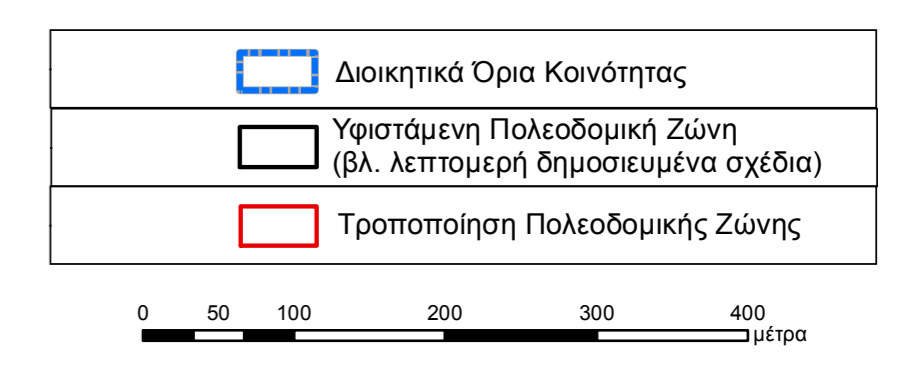 Διοικητικά Όρια Κοινότητας
Υφιστάμενη Πολεοδομική Ζώνη
(βλ. λεπτομερή δημοσιευμένα σχέδια)
Τροποποίηση Πολεοδομικής Ζώνης
0 50 100 200 300 400
μέτρα